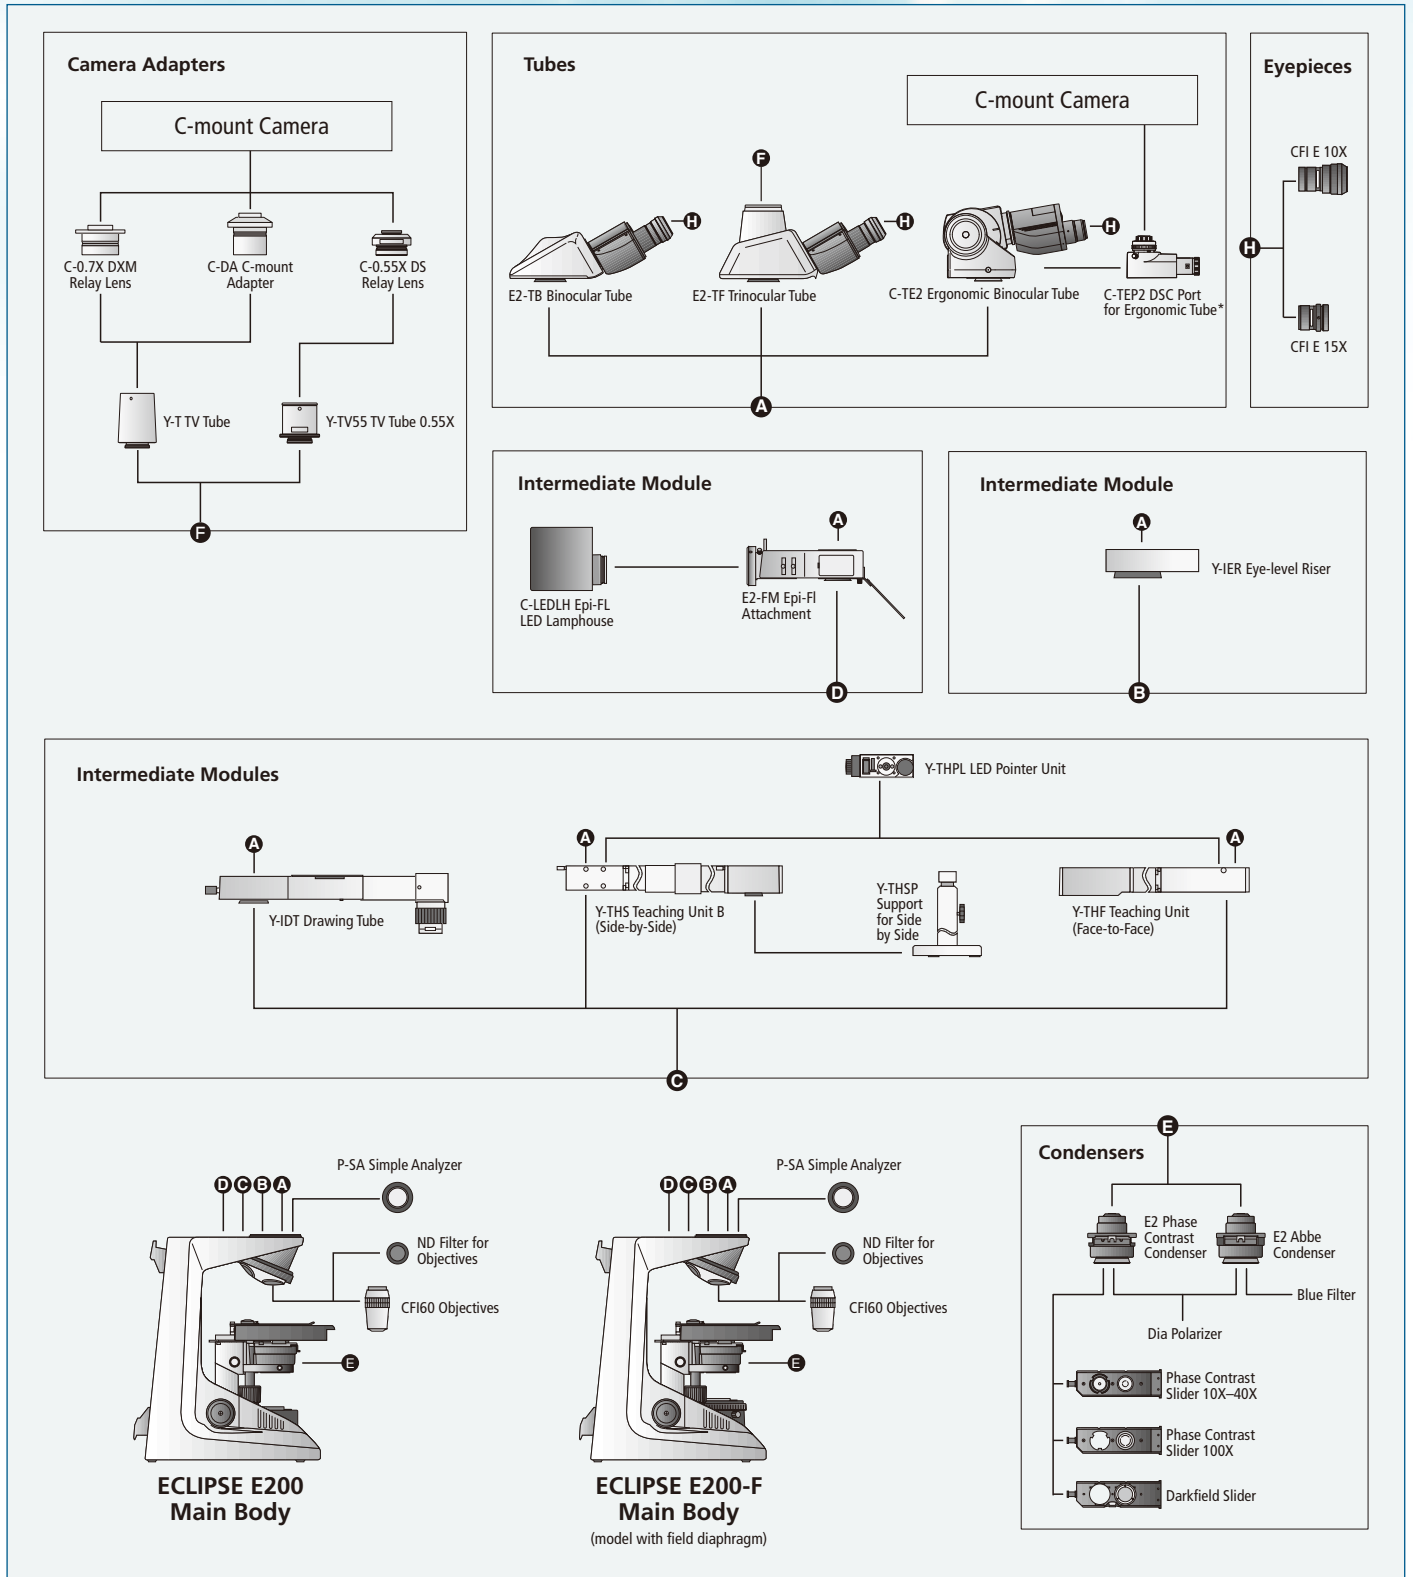 Camera Adapters
C-mount Camera
C-0.7X DXM
Relay Lens
C-DA C-mount
Adapter
C-0.55X DS
Relay Lens
Y-T TV Tube
Y-TV55 TV Tube 0.55X
F
Tubes
C-mount Camera
F
H
H
H
E2-TB Binocular Tube
E2-TF Trinocular Tube
C-TE2 Ergonomic Binocular Tube
C-TEP2 DSC Port
for Ergonomic Tube*
A
Eyepieces
CFI E 10X
H
CFI E 15X
Intermediate Module
A
C-LEDLH Epi-FL
LED Lamphouse
E2-FM Epi-Fl
Attachment
D
Intermediate Module
A
Y-IER Eye-level Riser
B
Intermediate Modules
Y-THPL LED Pointer Unit
A
A
A
Y-IDT Drawing Tube
Y-THS Teaching Unit B
(Side-by-Side)
Y-THSP
Support
for Side
by Side
Y-THF Teaching Unit
(Face-to-Face)
C
P-SA Simple Analyzer
D C B A
ND Filter for
Objectives
CFI60 Objectives
E
ECLIPSE E200
Main Body
P-SA Simple Analyzer
D C B A
ND Filter for
Objectives
CFI60 Objectives
E
ECLIPSE E200-F
Main Body
(model with field diaphragm)
E
Condensers
E2 Phase
Contrast
Condenser
E2 Abbe
Condenser
Blue Filter
Dia Polarizer
Phase Contrast
Slider 10X–40X
Phase Contrast
Slider 100X
Darkfield Slider